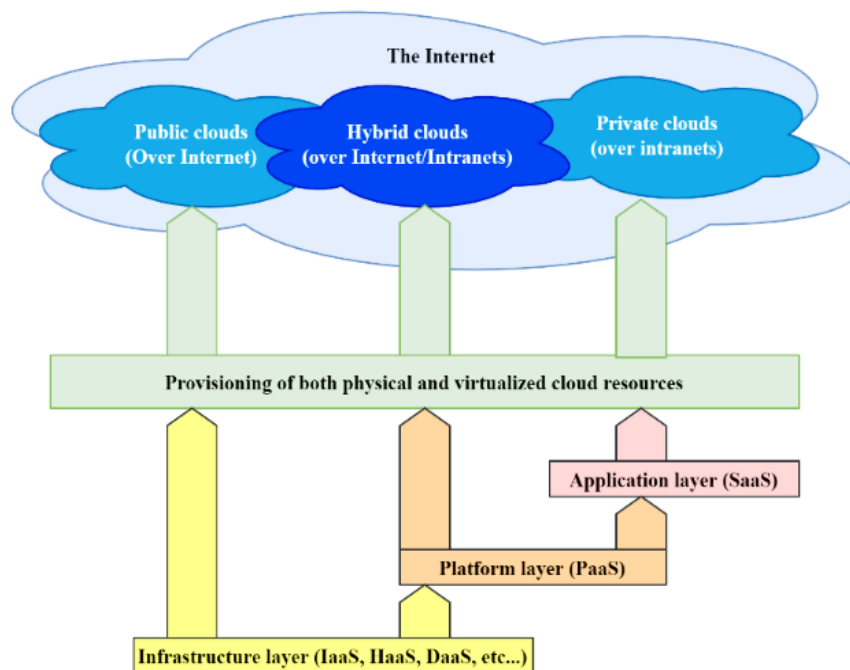 The Internet
Public clouds
(Over Internet)
Hybrid clouds
(over Internet/Intranets)
Private clouds
(over intranets)
Provisioning of both physical and virtualized cloud resources
Application layer (SaaS)
Platform layer (PaaS)
Infrastructure layer (IaaS, HaaS, DaaS, etc...)